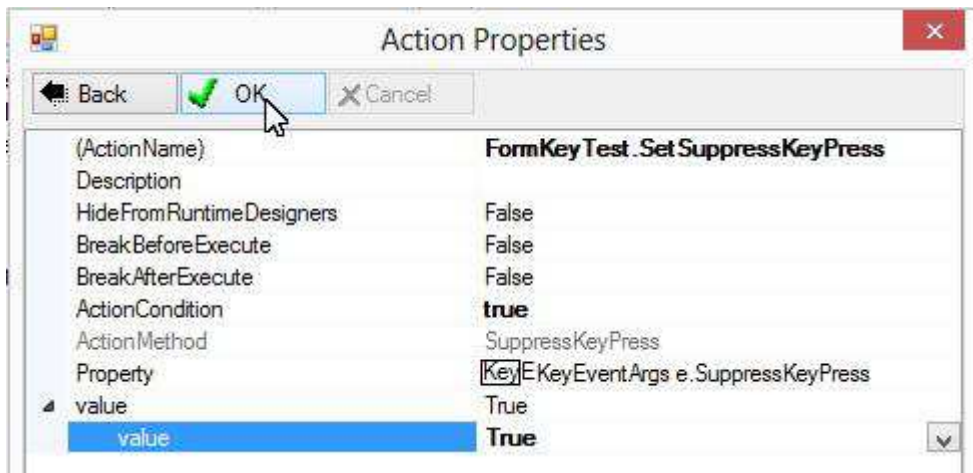 Action Properties
Back OK Cancel
(ActionName) FormKeyTest.SetSuppressKeyPress
Description
HideFromRuntimeDesigners False
BreakBeforeExecute False
BreakAfterExecute False
ActionCondition true
ActionMethod SuppressKeyPress
Property KeyE KeyEventArgs e.SuppressKeyPress
value True
value True